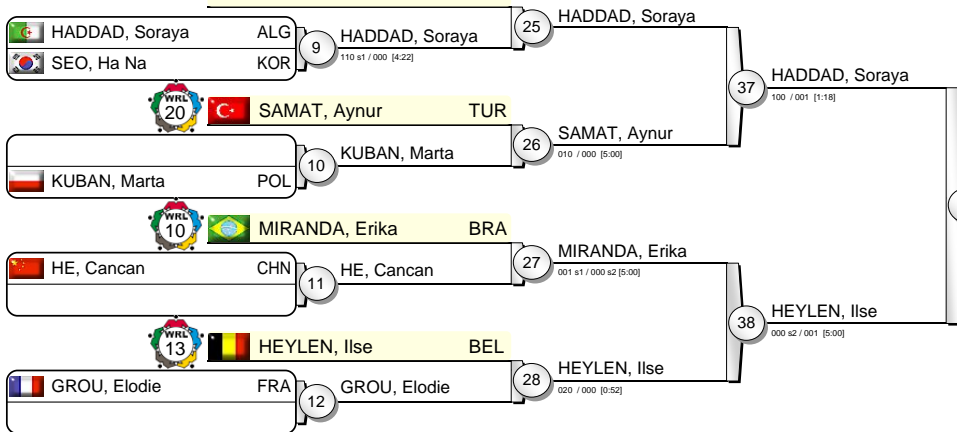 HADDAD, Soraya ALG
SEO, Ha Na KOR
9
HADDAD, Soraya
110 s1 / 000 [4:22]
25
HADDAD, Soraya
WRL
20
SAMAT, Aynur TUR
KUBAN, Marta POL
10
KUBAN, Marta
26
SAMAT, Aynur
010 / 000 [5:00]
37
HADDAD, Soraya
100 / 001 [1:18]
WRL
10
MIRANDA, Erika BRA
HE, Cancan CHN
11
HE, Cancan
27
MIRANDA, Erika
001 s1 / 000 s2 [5:00]
WRL
13
HEYLEN, Ilse BEL
GROU, Elodie FRA
12
GROU, Elodie
28
HEYLEN, Ilse
020 / 000 [0:52]
38
HEYLEN, Ilse
000 s2 / 001 [5:00]